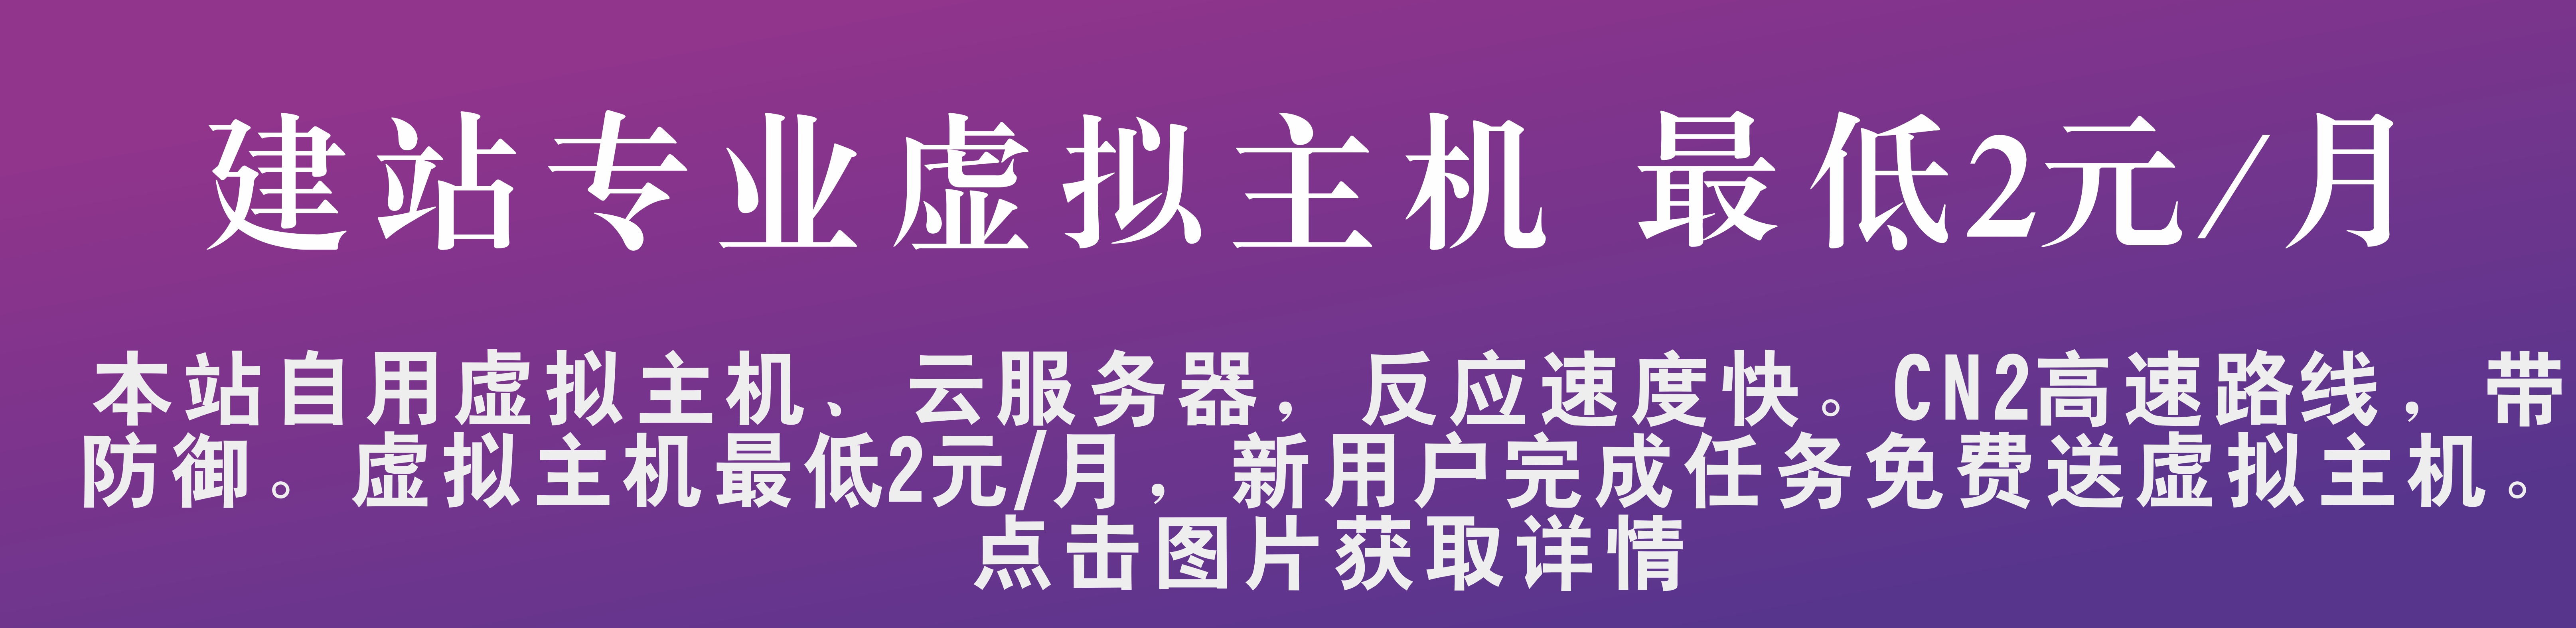 建站专业虚拟主机 最低2元/月
本站自用虚拟主机、云服务器，反应速度快。CN2高速路线，带
防御。虚拟主机最低2元/月，新用户完成任务免费送虚拟主机。
点击图片获取详情